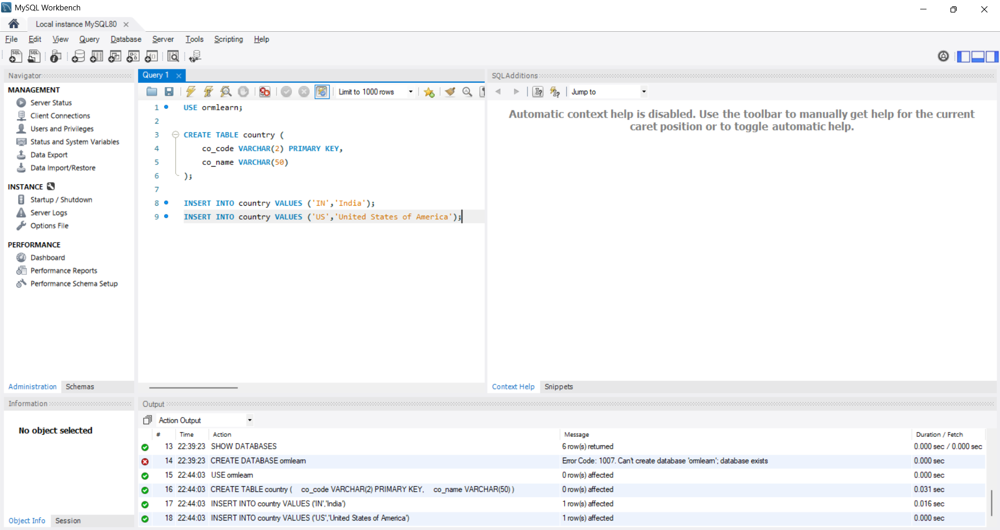 MySQL Workbench
Local instance MySQL80
File Edit View Query Database Server Tools Scripting Help
Navigator
MANAGEMENT
Server Status
Client Connections
Users and Privileges
Status and System Variables
Data Export
Data Import/Restore
INSTANCE
Startup / Shutdown
Server Logs
Options File
PERFORMANCE
Dashboard
Performance Reports
Performance Schema Setup
Administration Schemas
Query 1
Limit to 1000 rows
1 USE ormlearn;
2
3 CREATE TABLE country (
4 co_code VARCHAR(2) PRIMARY KEY,
5 co_name VARCHAR(50)
6 );
7
8 INSERT INTO country VALUES ('IN','India');
9 INSERT INTO country VALUES ('US','United States of America');
SQLAdditions
Jump to
Automatic context help is disabled. Use the toolbar to manually get help for the current
caret position or to toggle automatic help.
Context Help Snippets
Information
No object selected
Object Info Session
Output
Action Output
# Time Action Message Duration / Fetch
13 22:39:23 SHOW DATABASES 6 row(s) returned 0.000 sec / 0.000 sec
14 22:39:23 CREATE DATABASE ormlearn Error Code: 1007. Can't create database 'ormlearn'; database exists 0.000 sec
15 22:44:03 USE ormlearn 0 row(s) affected 0.000 sec
16 22:44:03 CREATE TABLE country ( co_code VARCHAR(2) PRIMARY KEY, co_name VARCHAR(50) ) 0 row(s) affected 0.031 sec
17 22:44:03 INSERT INTO country VALUES ('IN','India') 1 row(s) affected 0.016 sec
18 22:44:03 INSERT INTO country VALUES ('US','United States of America') 1 row(s) affected 0.000 sec